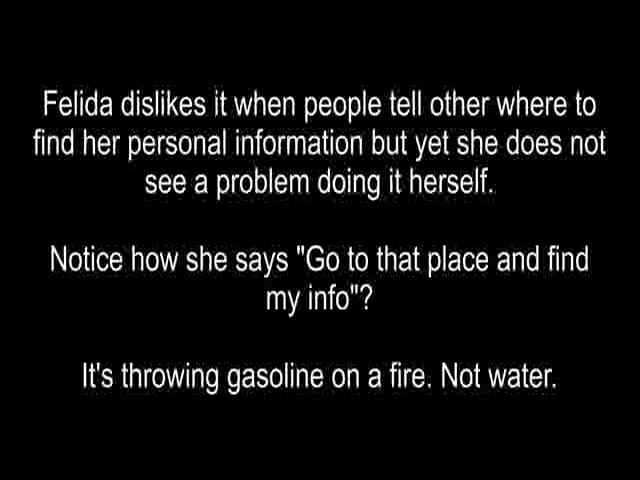 Felida dislikes it when people tell other where to
find her personal information but yet she does not
see a problem doing it herself.
Notice how she says "Go to that place and find
my info"?
It's throwing gasoline on a fire. Not water.